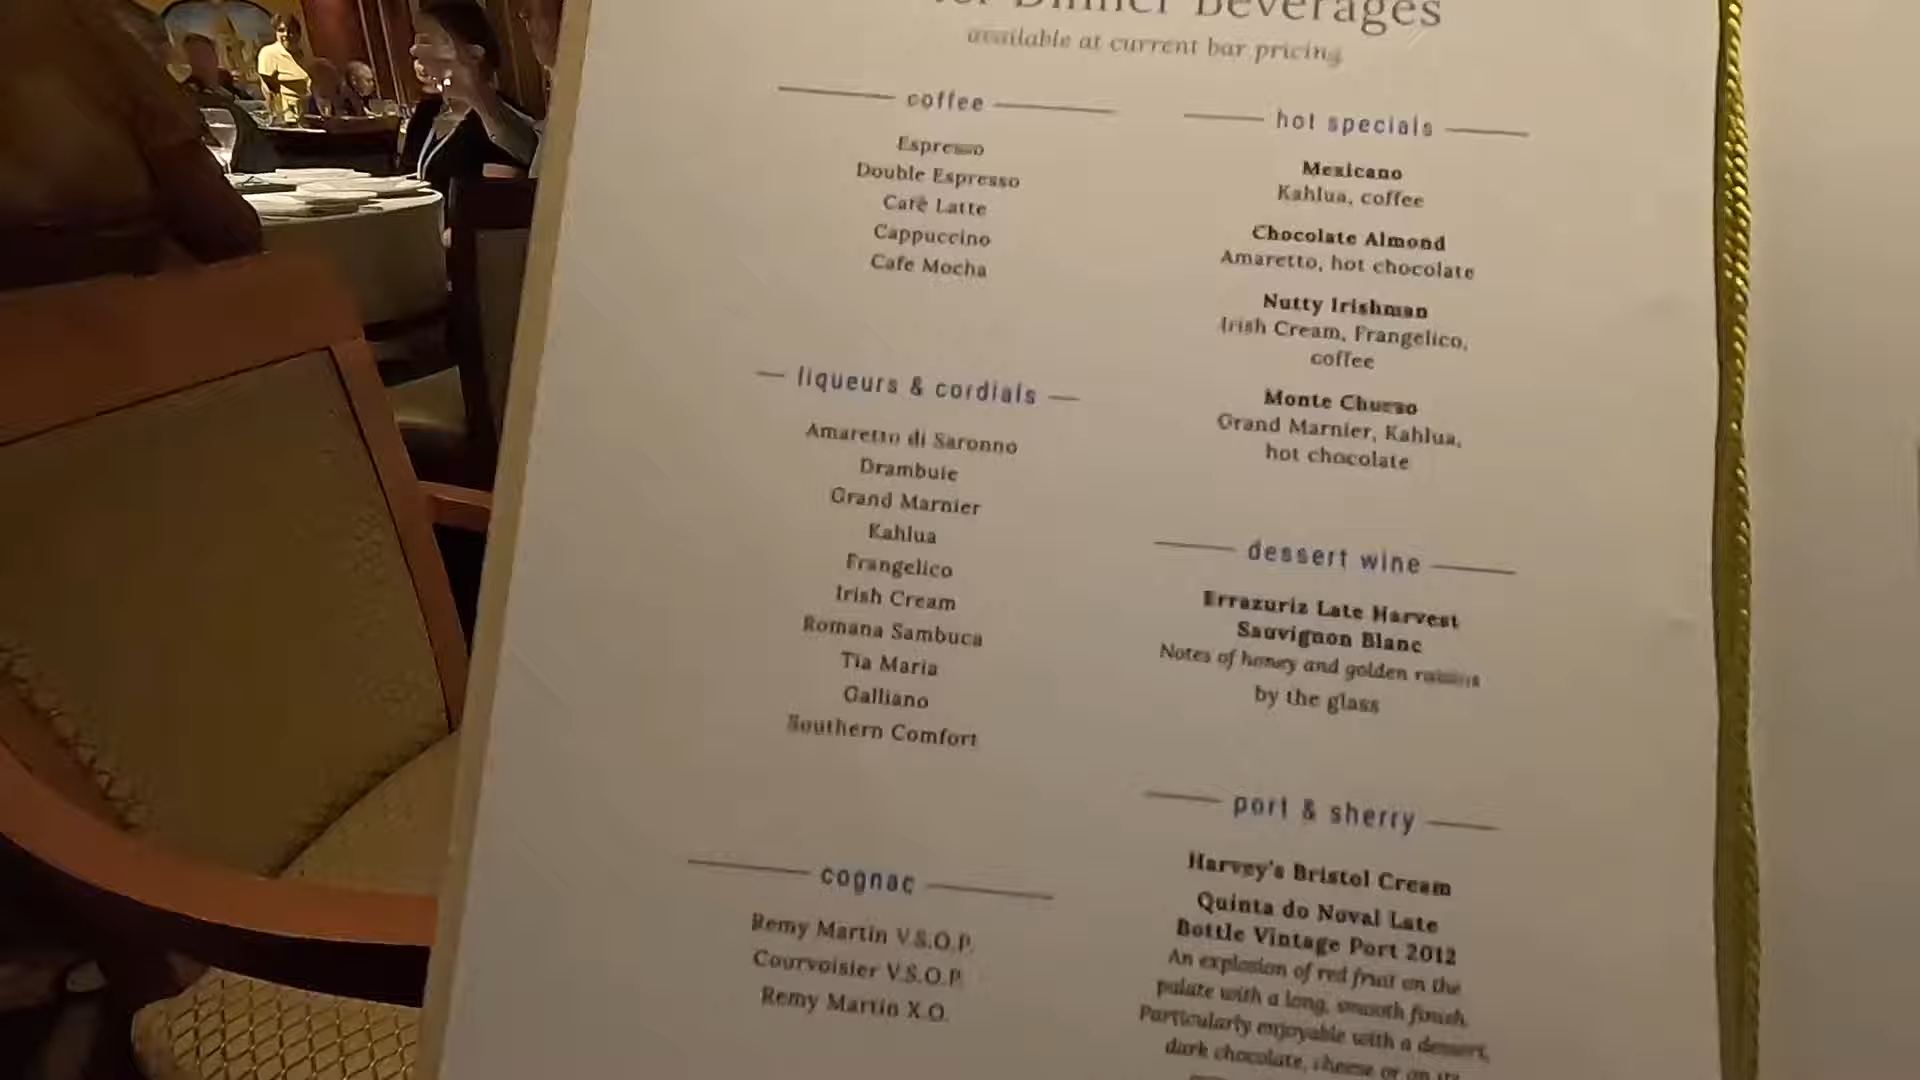 Dinner Beverages
available at current bar pricing
coffee
Espresso
Double Espresso
Cafè Latte
Cappuccino
Cafe Mocha
liqueurs & cordials
Amaretto di Saronno
Drambuie
Grand Marnier
Kahlua
Frangelico
Irish Cream
Romana Sambuca
Tia Maria
Galliano
Southern Comfort
cognac
Remy Martin V.S.O.P.
Courvoisier V.S.O.P.
Remy Martin X.O.
hot specials
Mexicano
Kahlua, coffee
Chocolate Almond
Amaretto, hot chocolate
Nutty Irishman
Irish Cream, Frangelico,
coffee
Monte
Grand Marnier, Kahlua,
hot chocolate
dessert wine
Errazuriz Late Harvest
Sauvignon Blanc
Notes of honey and golden raisins
by the glass
port & sherry
Harvey's Bristol Cream
Quinta do Noval Late
Bottle Vintage Port 2012
An explosion of red fruit on the
palate with a long, smooth finish.
Particularly enjoyable with a dessert,
dark chocolate, cheese or on its